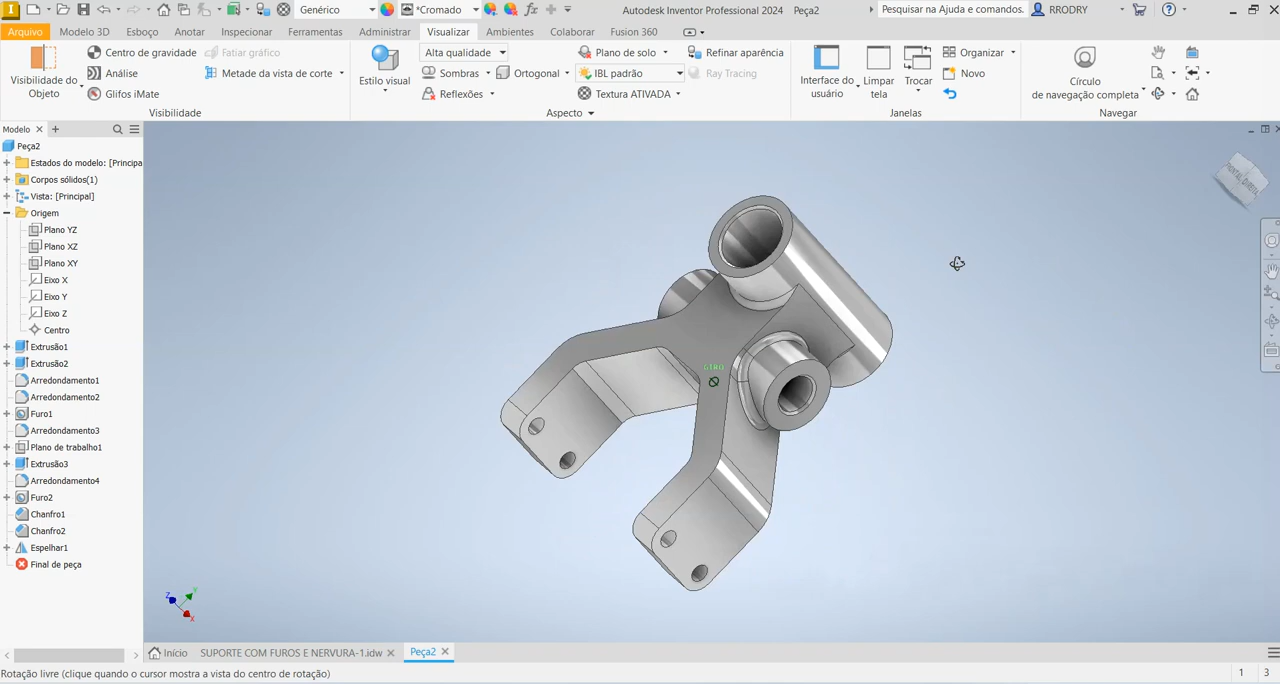 Genérico
*Cromado
Autodesk Inventor Professional 2024 Peça2
Pesquisar na Ajuda e comandos.
RRODRY
Arquivo
Modelo 3D
Esboço
Anotar
Inspecionar
Ferramentas
Administrar
Visualizar
Ambientes
Colaborar
Fusion 360
Visibilidade do Objeto
Centro de gravidade
Análise
Glifos iMate
Fatiar gráfico
Metade da vista de corte
Visibilidade
Estilo visual
Alta qualidade
Sombras
Reflexões
Ortogonal
Plano de solo
IBL padrão
Textura ATIVADA
Refinar aparência
Ray Tracing
Aspecto
Interface do usuário
Limpar tela
Trocar
Organizar
Novo
Janelas
Círculo de navegação completa
Navegar
Modelo
Peça2
Estados do modelo: [Principa
Corpos sólidos(1)
Vista: [Principal]
Origem
Plano YZ
Plano XZ
Plano XY
Eixo X
Eixo Y
Eixo Z
Centro
Extrusão1
Extrusão2
Arredondamento1
Arredondamento2
Furo1
Arredondamento3
Plano de trabalho1
Extrusão3
Arredondamento4
Furo2
Chanfro1
Chanfro2
Espelhar1
Final de peça
FRONTAL
DIREITA
Z
Y
X
Início
SUPORTE COM FUROS E NERVURA-1.idw
Peça2
Rotação livre (clique quando o cursor mostra a vista do centro de rotação)
1
3